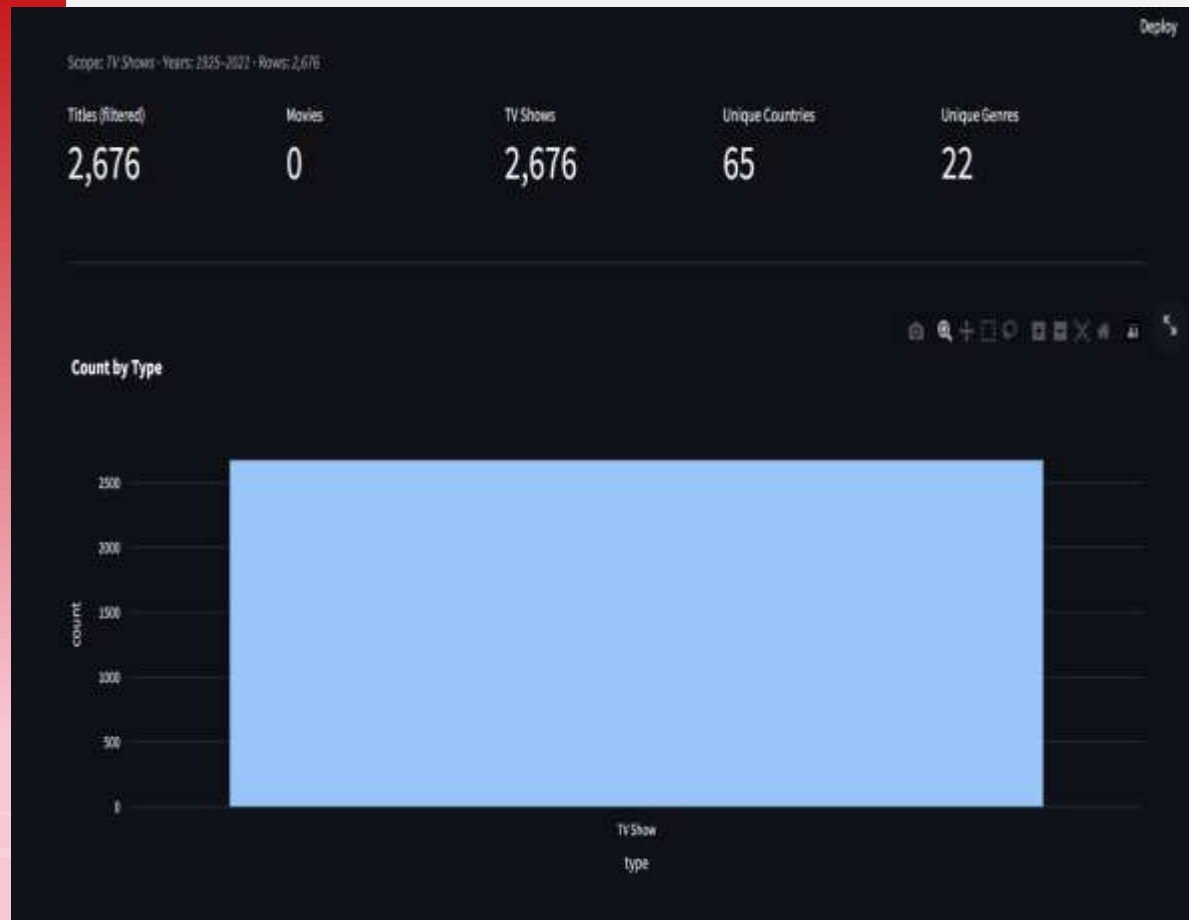 Deploy
Scope: TV Shows · Years: 1925–2021 · Rows: 2,676
Titles (filtered) Movies TV Shows Unique Countries Unique Genres
2,676 0 2,676 65 22
Count by Type
2500
2000
1500
1000
500
0
count
TV Show
type